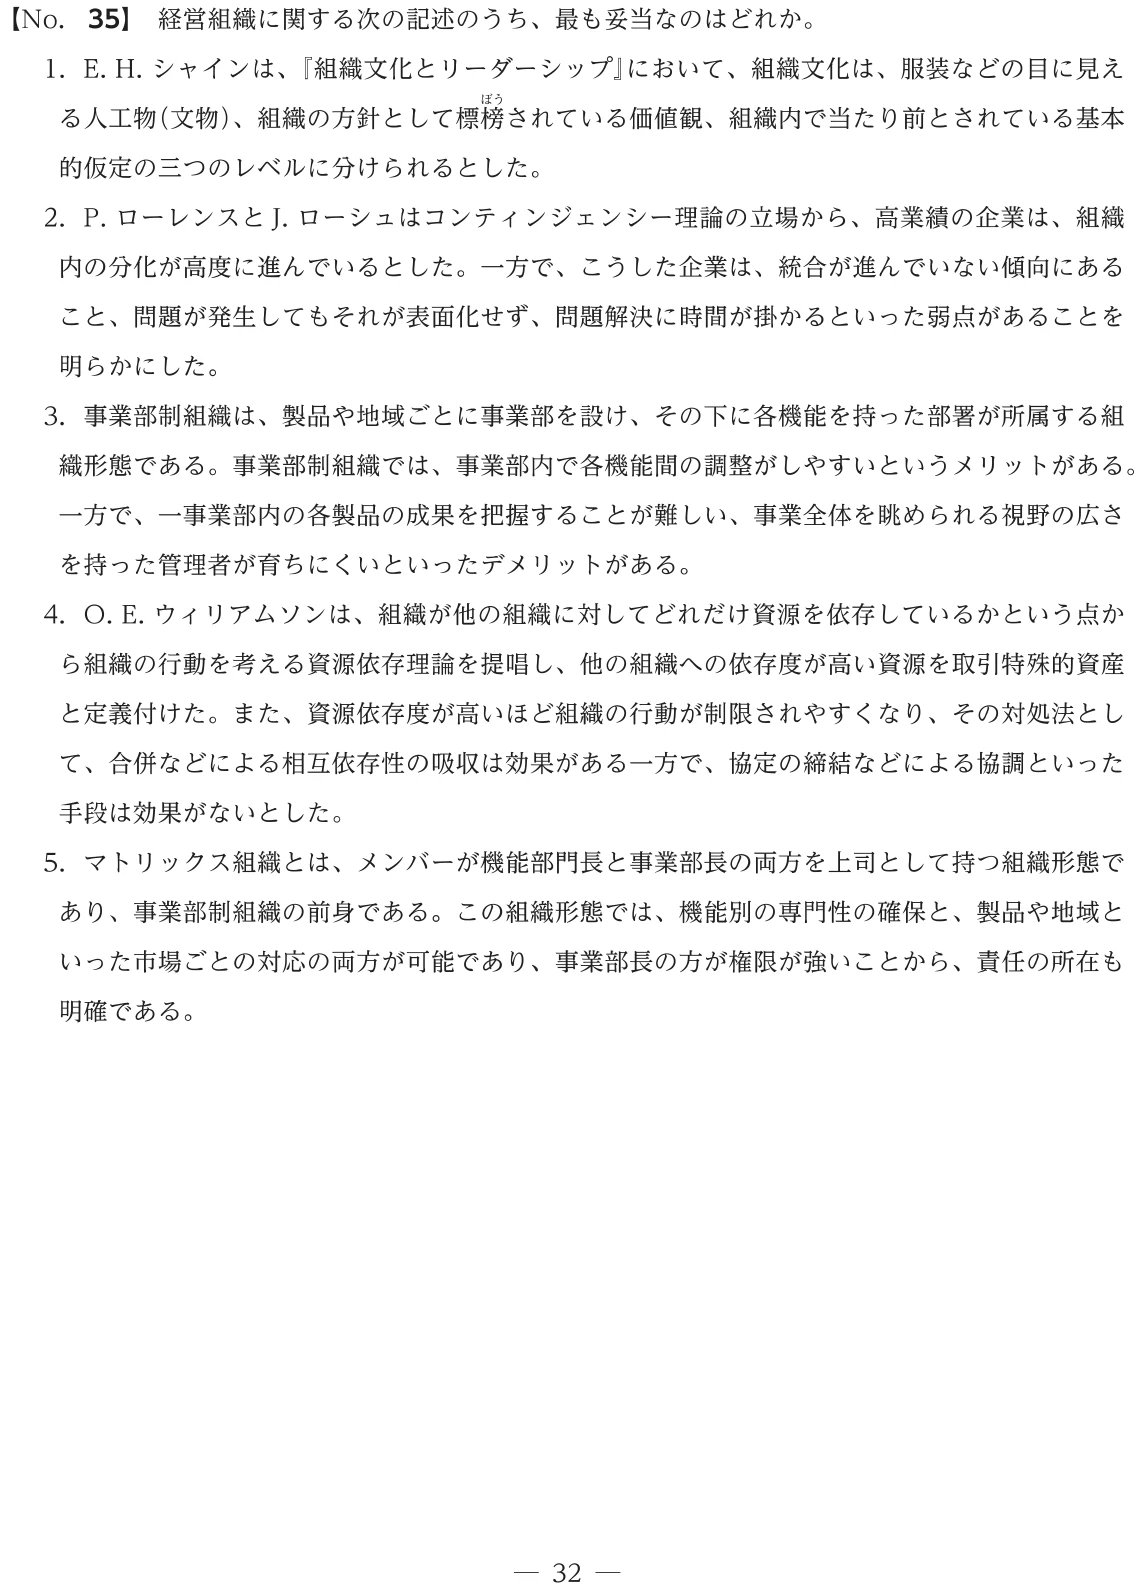 【No. 35】 経営組織に関する次の記述のうち、最も妥当なのはどれか。
1. E. H. シャインは、『組織文化とリーダーシップ』において、組織文化は、服装などの目に見え
る人工物(文物)、組織の方針として標榜されている価値観、組織内で当たり前とされている基本
ぼう
的仮定の三つのレベルに分けられるとした。
2. P. ローレンスと J. ローシュはコンティンジェンシー理論の立場から、高業績の企業は、組織
内の分化が高度に進んでいるとした。一方で、こうした企業は、統合が進んでいない傾向にある
こと、問題が発生してもそれが表面化せず、問題解決に時間が掛かるといった弱点があることを
明らかにした。
3. 事業部制組織は、製品や地域ごとに事業部を設け、その下に各機能を持った部署が所属する組
織形態である。事業部制組織では、事業部内で各機能間の調整がしやすいというメリットがある。
一方で、一事業部内の各製品の成果を把握することが難しい、事業全体を眺められる視野の広さ
を持った管理者が育ちにくいといったデメリットがある。
4. O. E. ウィリアムソンは、組織が他の組織に対してどれだけ資源を依存しているかという点か
ら組織の行動を考える資源依存理論を提唱し、他の組織への依存度が高い資源を取引特殊的資産
と定義付けた。また、資源依存度が高いほど組織の行動が制限されやすくなり、その対処法とし
て、合併などによる相互依存性の吸収は効果がある一方で、協定の締結などによる協調といった
手段は効果がないとした。
5. マトリックス組織とは、メンバーが機能部門長と事業部長の両方を上司として持つ組織形態で
あり、事業部制組織の前身である。この組織形態では、機能別の専門性の確保と、製品や地域と
いった市場ごとの対応の両方が可能であり、事業部長の方が権限が強いことから、責任の所在も
明確である。
— 32 —